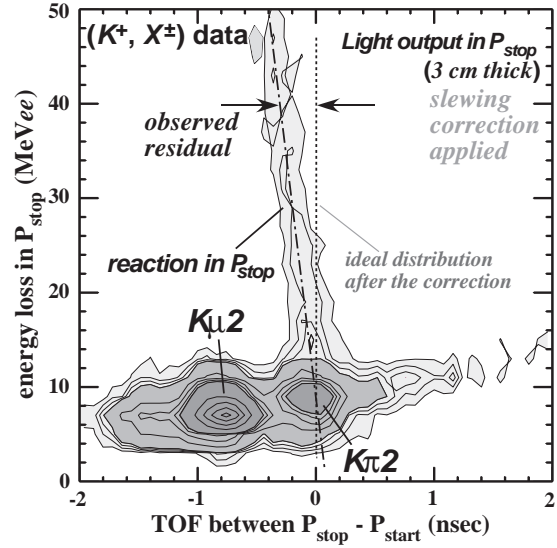 (K⁺, X±) data
Light output in Pstop
(3 cm thick)
observed
residual
slewing
correction
applied
reaction in Pstop
ideal distribution
after the correction
Kμ2
Kπ2
energy loss in Pstop (MeVee)
50
40
30
20
10
0
-2
-1
0
1
2
TOF between Pstop - Pstart (nsec)